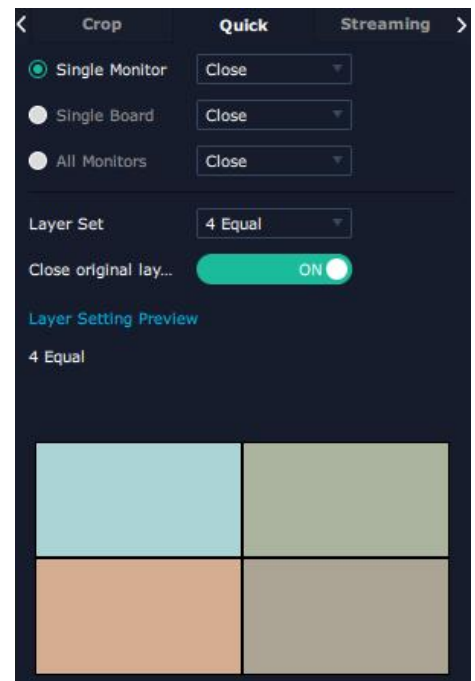 Crop Quick Streaming
Single Monitor Close
Single Board Close
All Monitors Close
Layer Set 4 Equal
Close original lay... ON
Layer Setting Preview
4 Equal